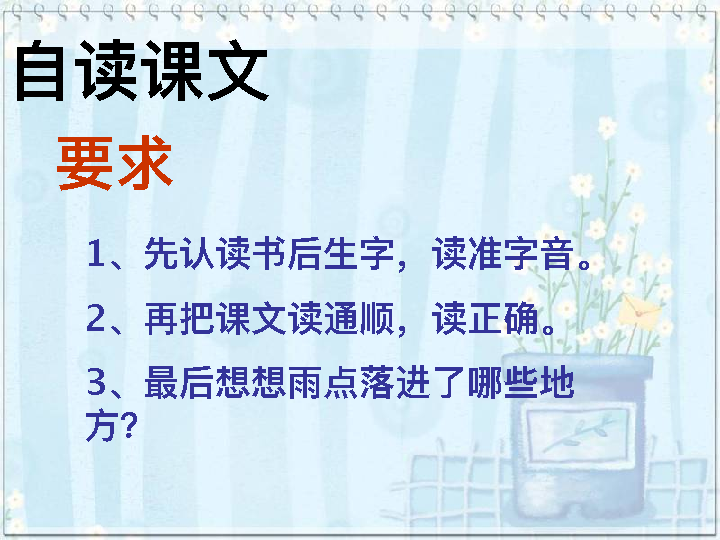 自读课文
要求
1、先认读书后生字，读准字音。
2、再把课文读通顺，读正确。
3、最后想想雨点落进了哪些地
方？